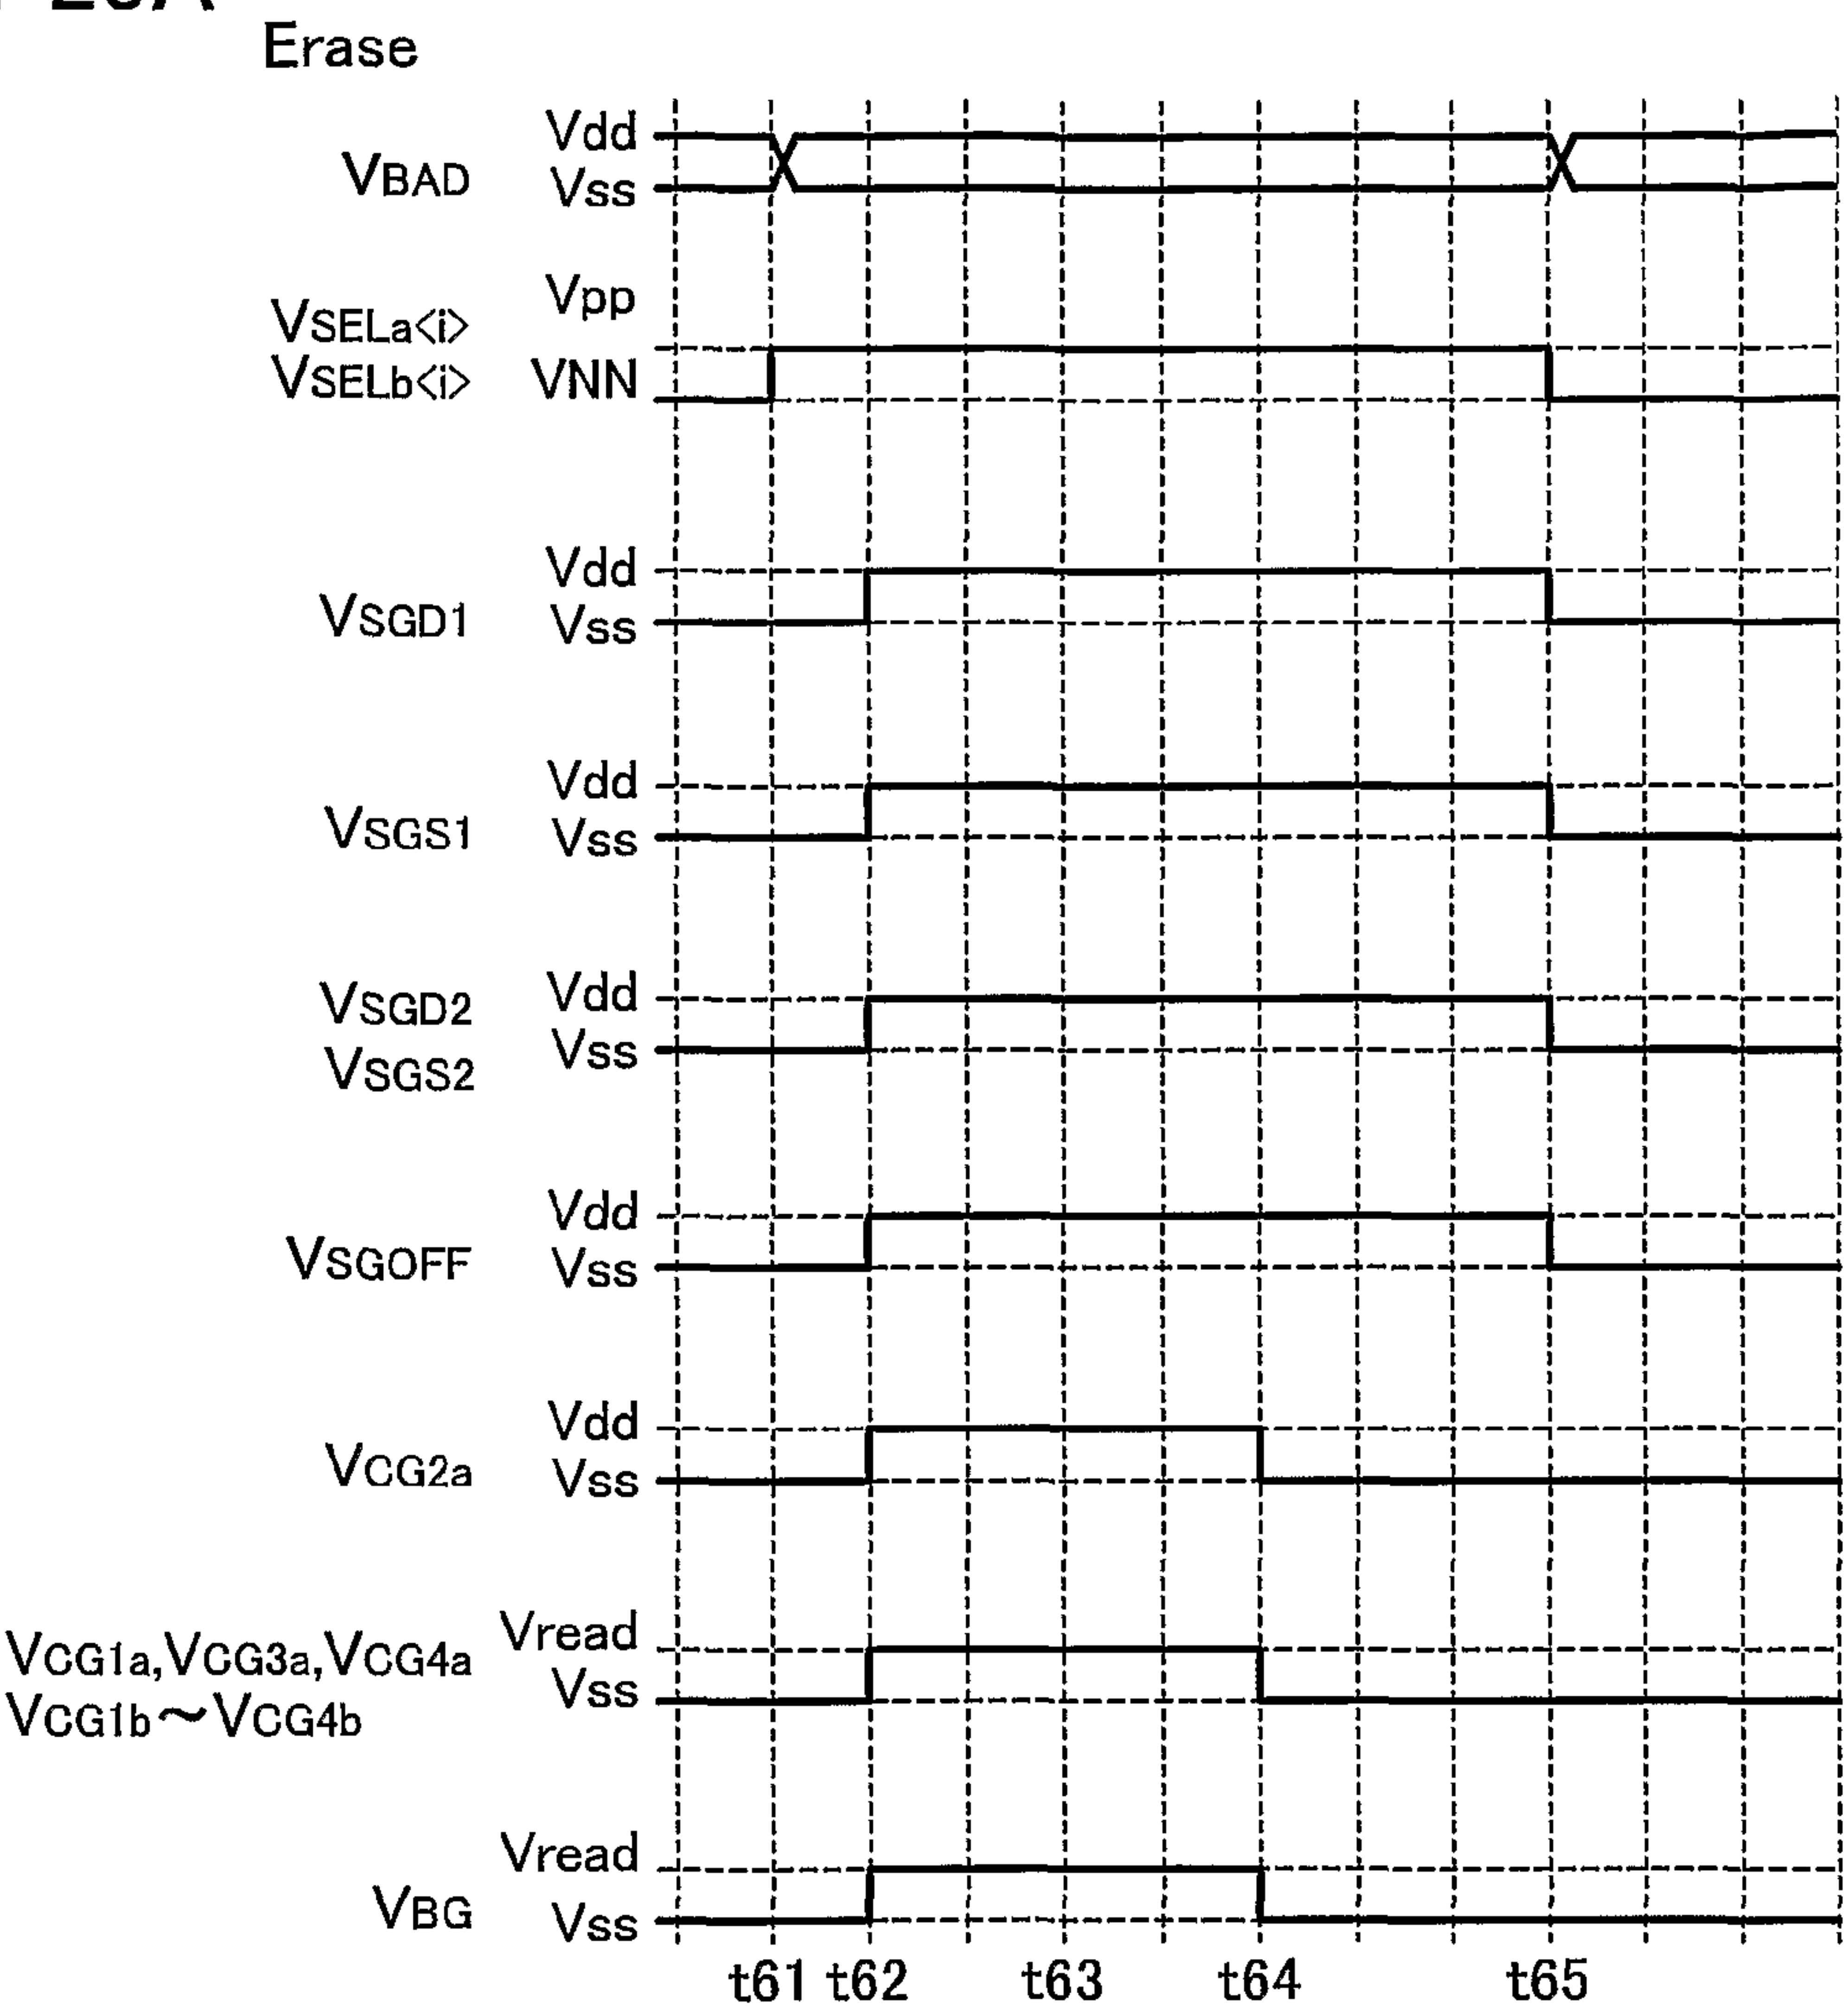 Erase
VBAD Vdd
Vss
VSELa<i> Vpp
VSELb<i> VNN
VSGD1 Vdd
Vss
VSGS1 Vdd
Vss
VSGD2 Vdd
VSGS2 Vss
VSGOFF Vdd
Vss
VCG2a Vdd
Vss
VCG1a,VCG3a,VCG4a Vread
VCG1b~VCG4b Vss
VBG Vread
Vss
t61 t62 t63 t64 t65